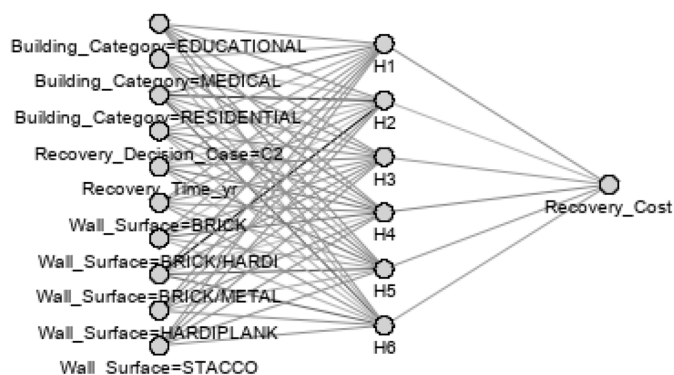 Building_Category=EDUCATIONAL
Building_Category=MEDICAL
Building_Category=RESIDENTIAL
Recovery_Decision_Case=C2
Recovery_Time_yr
Wall_Surface=BRICK
Wall_Surface=BRICK/HARDI
Wall_Surface=BRICK/METAL
Wall_Surface=HARDIPLANK
Wall_Surface=STACCO
H1
H2
H3
H4
H5
H6
Recovery_Cost